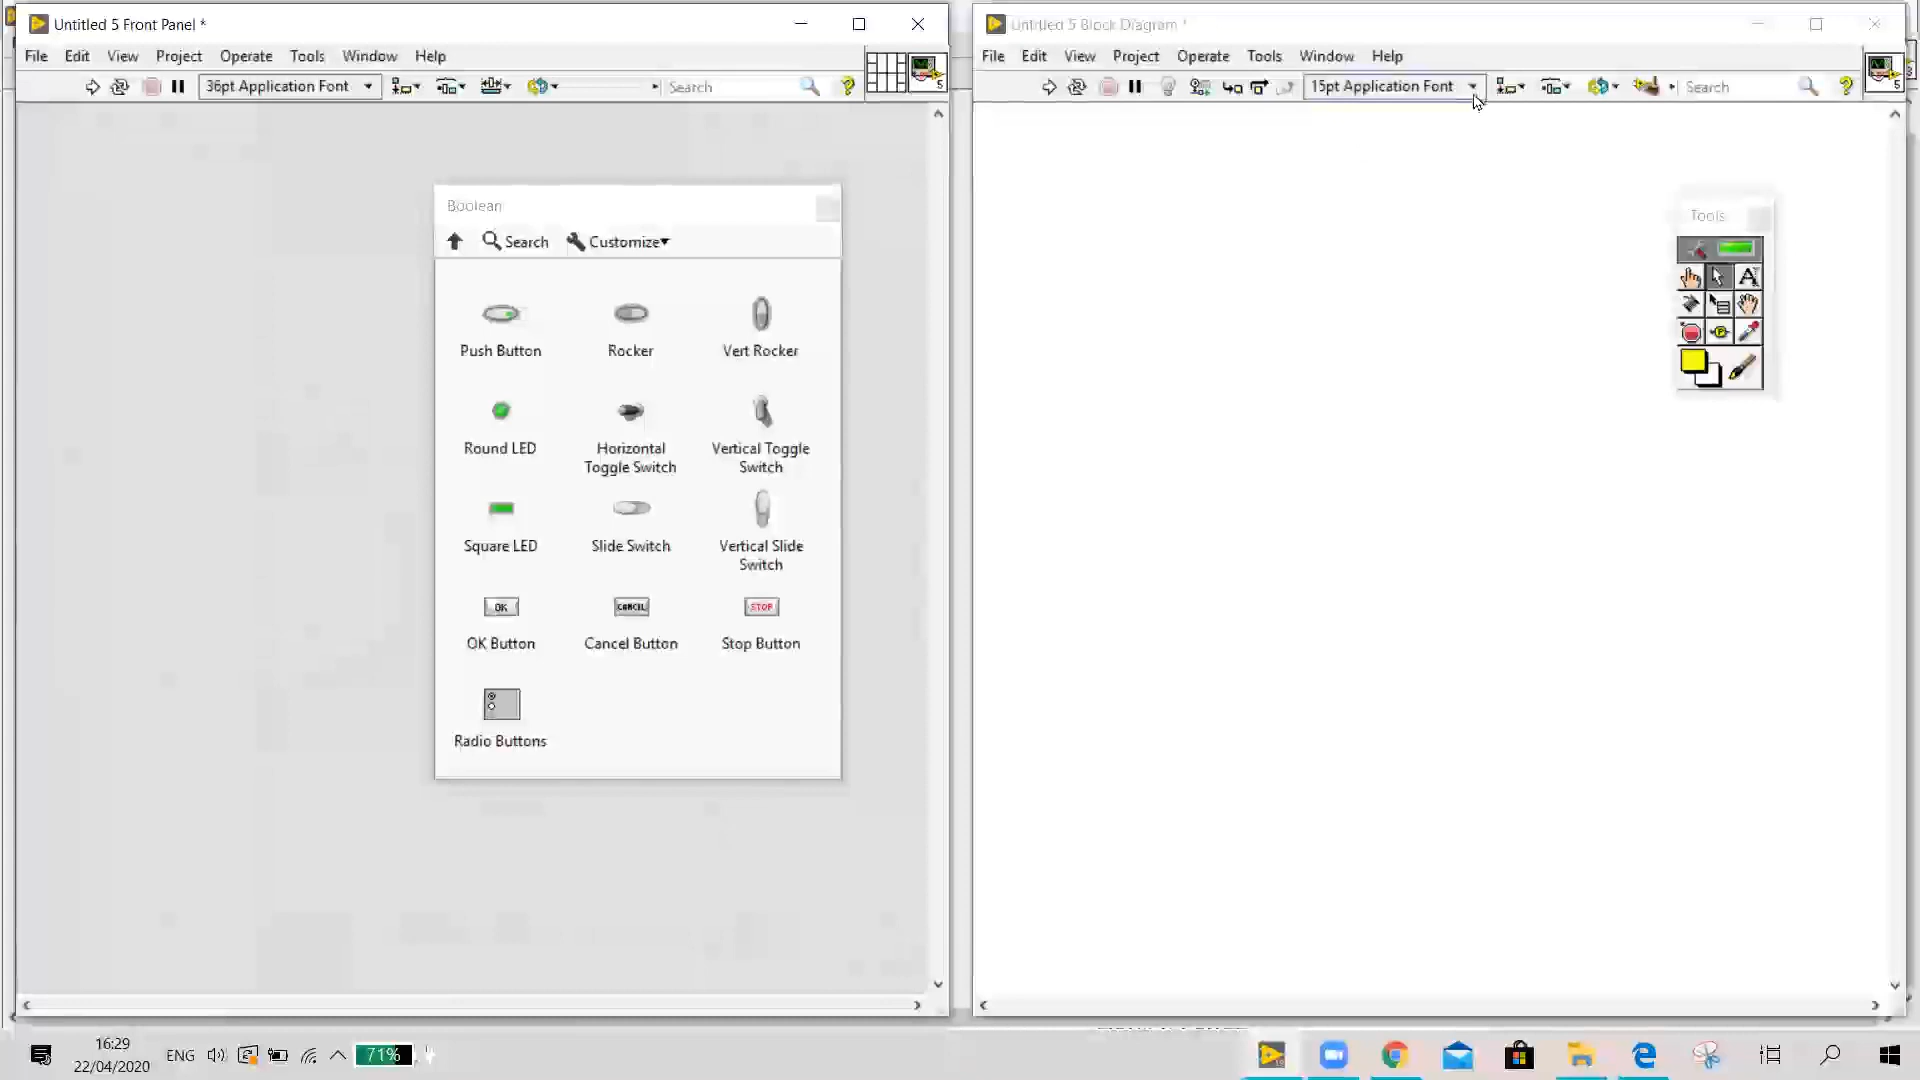 Untitled 5 Front Panel *
File Edit View Project Operate Tools Window Help
36pt Application Font
Search
?
5
Boolean
Search Customize
Push Button Rocker Vert Rocker
Round LED Horizontal Toggle Switch Vertical Toggle Switch
Square LED Slide Switch Vertical Slide Switch
OK CANCEL STOP
OK Button Cancel Button Stop Button
Radio Buttons
Untitled 5 Block Diagram *
File Edit View Project Operate Tools Window Help
15pt Application Font
Search
?
5
Tools
A
P
16:29
22/04/2020
ENG
71%